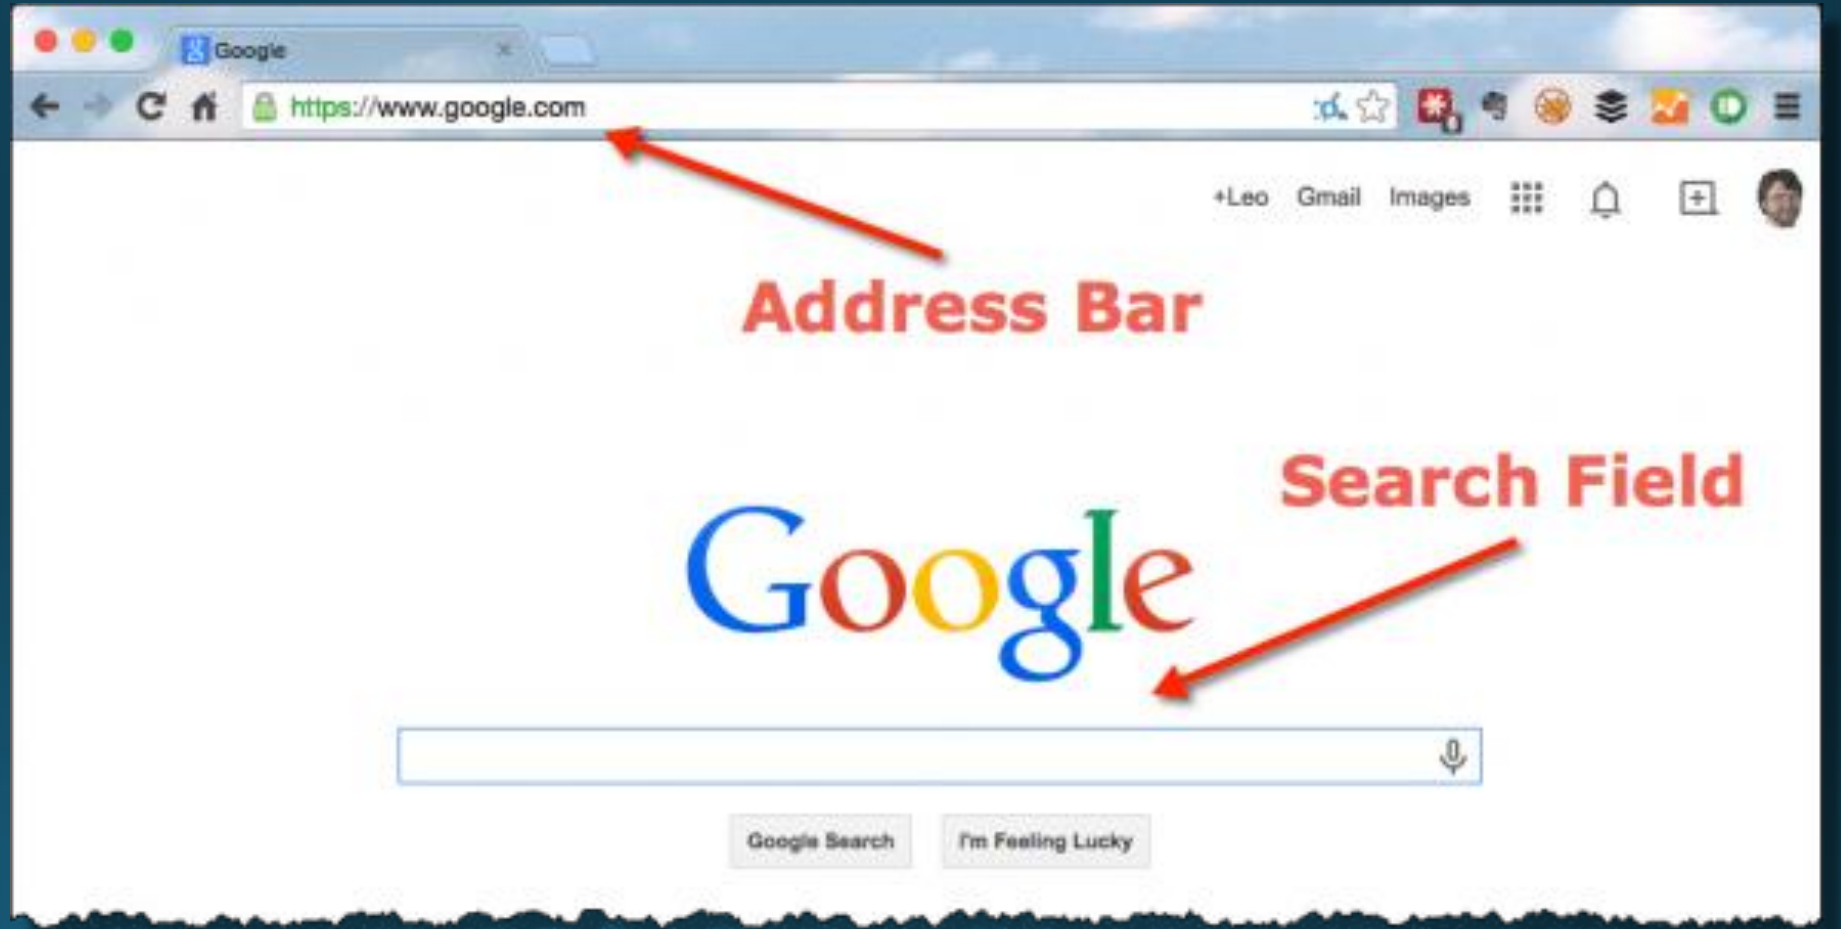 Google
https://www.google.com
+Leo Gmail Images
Address Bar
Search Field
Google
Google Search I'm Feeling Lucky